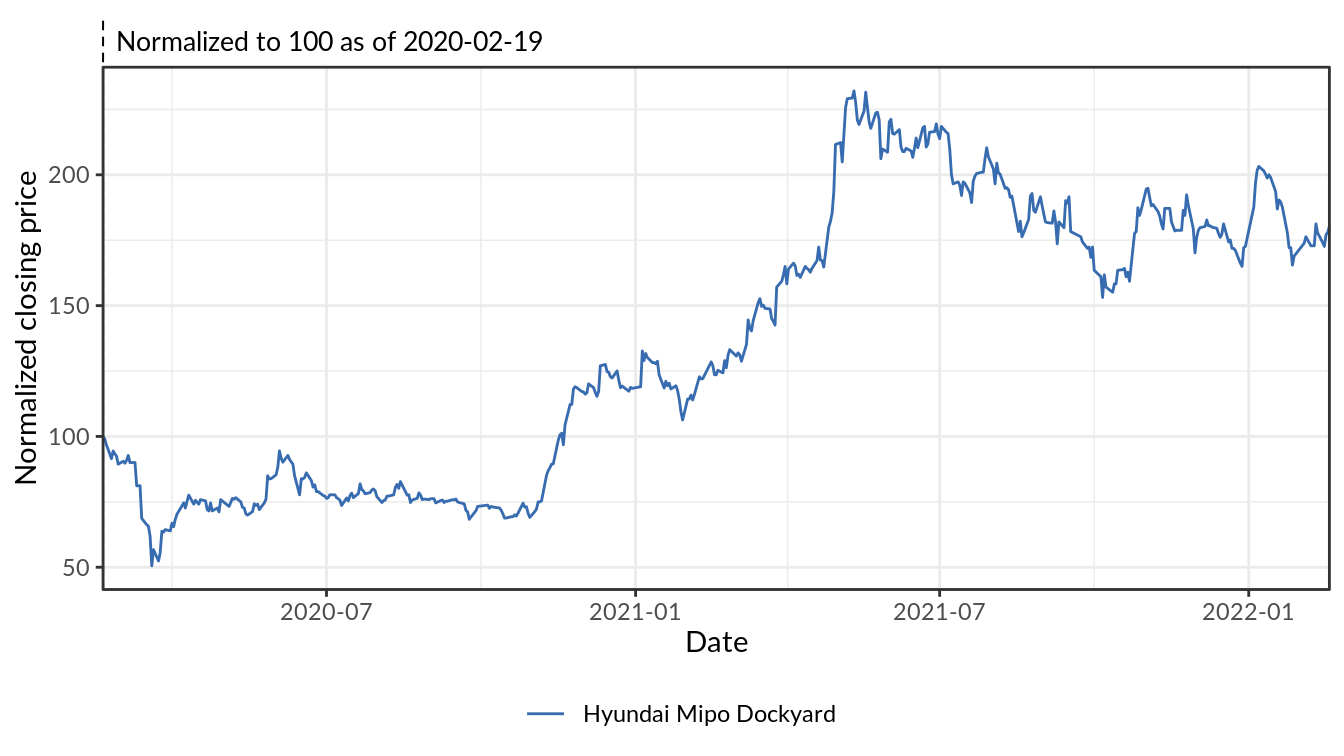 Normalized to 100 as of 2020-02-19
Normalized closing price
200
150
100
50
2020-07
2021-01
2021-07
2022-01
Date
Hyundai Mipo Dockyard